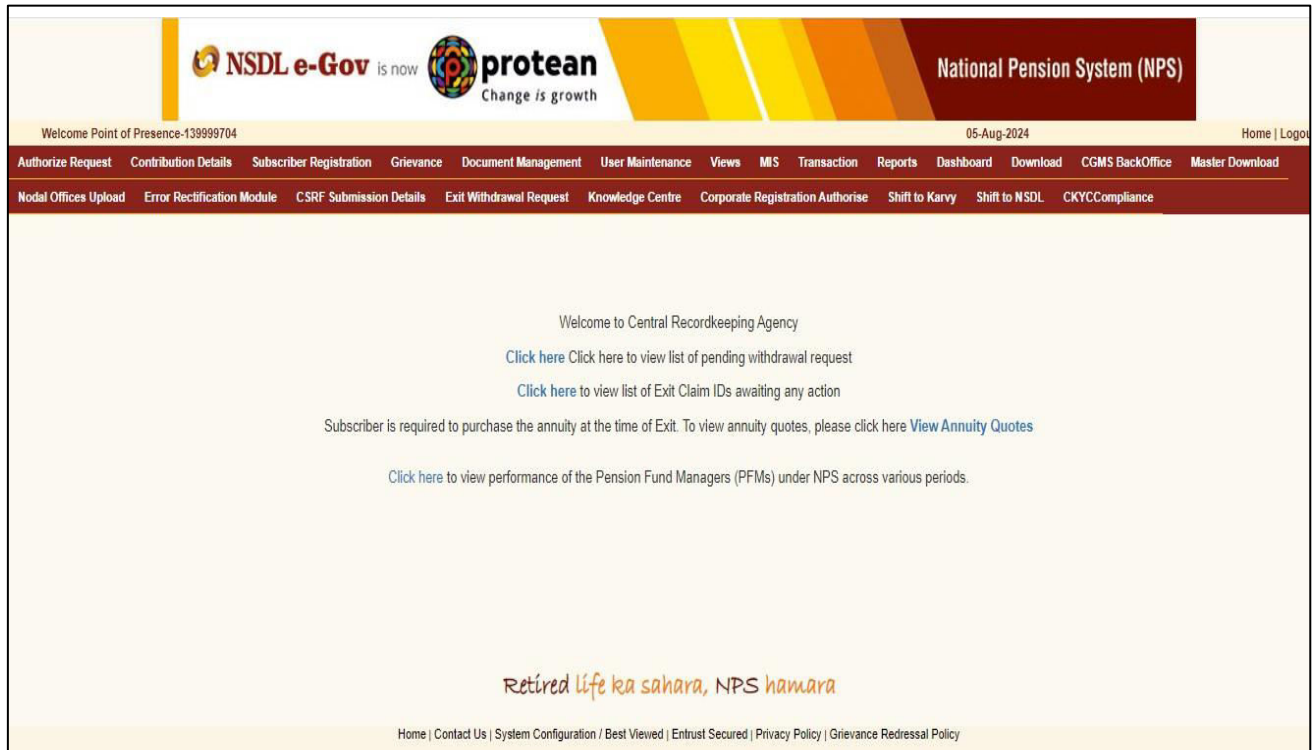 NSDL e-Gov is now protean
Change is growth
National Pension System (NPS)
Welcome Point of Presence-139999704 05-Aug-2024 Home | Logou
Authorize Request Contribution Details Subscriber Registration Grievance Document Management User Maintenance Views MIS Transaction Reports Dashboard Download CGMS BackOffice Master Download
Nodal Offices Upload Error Rectification Module CSRF Submission Details Exit Withdrawal Request Knowledge Centre Corporate Registration Authorise Shift to Karvy Shift to NSDL CKYCCompliance
Welcome to Central Recordkeeping Agency
Click here Click here to view list of pending withdrawal request
Click here to view list of Exit Claim IDs awaiting any action
Subscriber is required to purchase the annuity at the time of Exit. To view annuity quotes, please click here View Annuity Quotes
Click here to view performance of the Pension Fund Managers (PFMs) under NPS across various periods.
Retired life ka sahara, NPS hamara
Home | Contact Us | System Configuration / Best Viewed | Entrust Secured | Privacy Policy | Grievance Redressal Policy